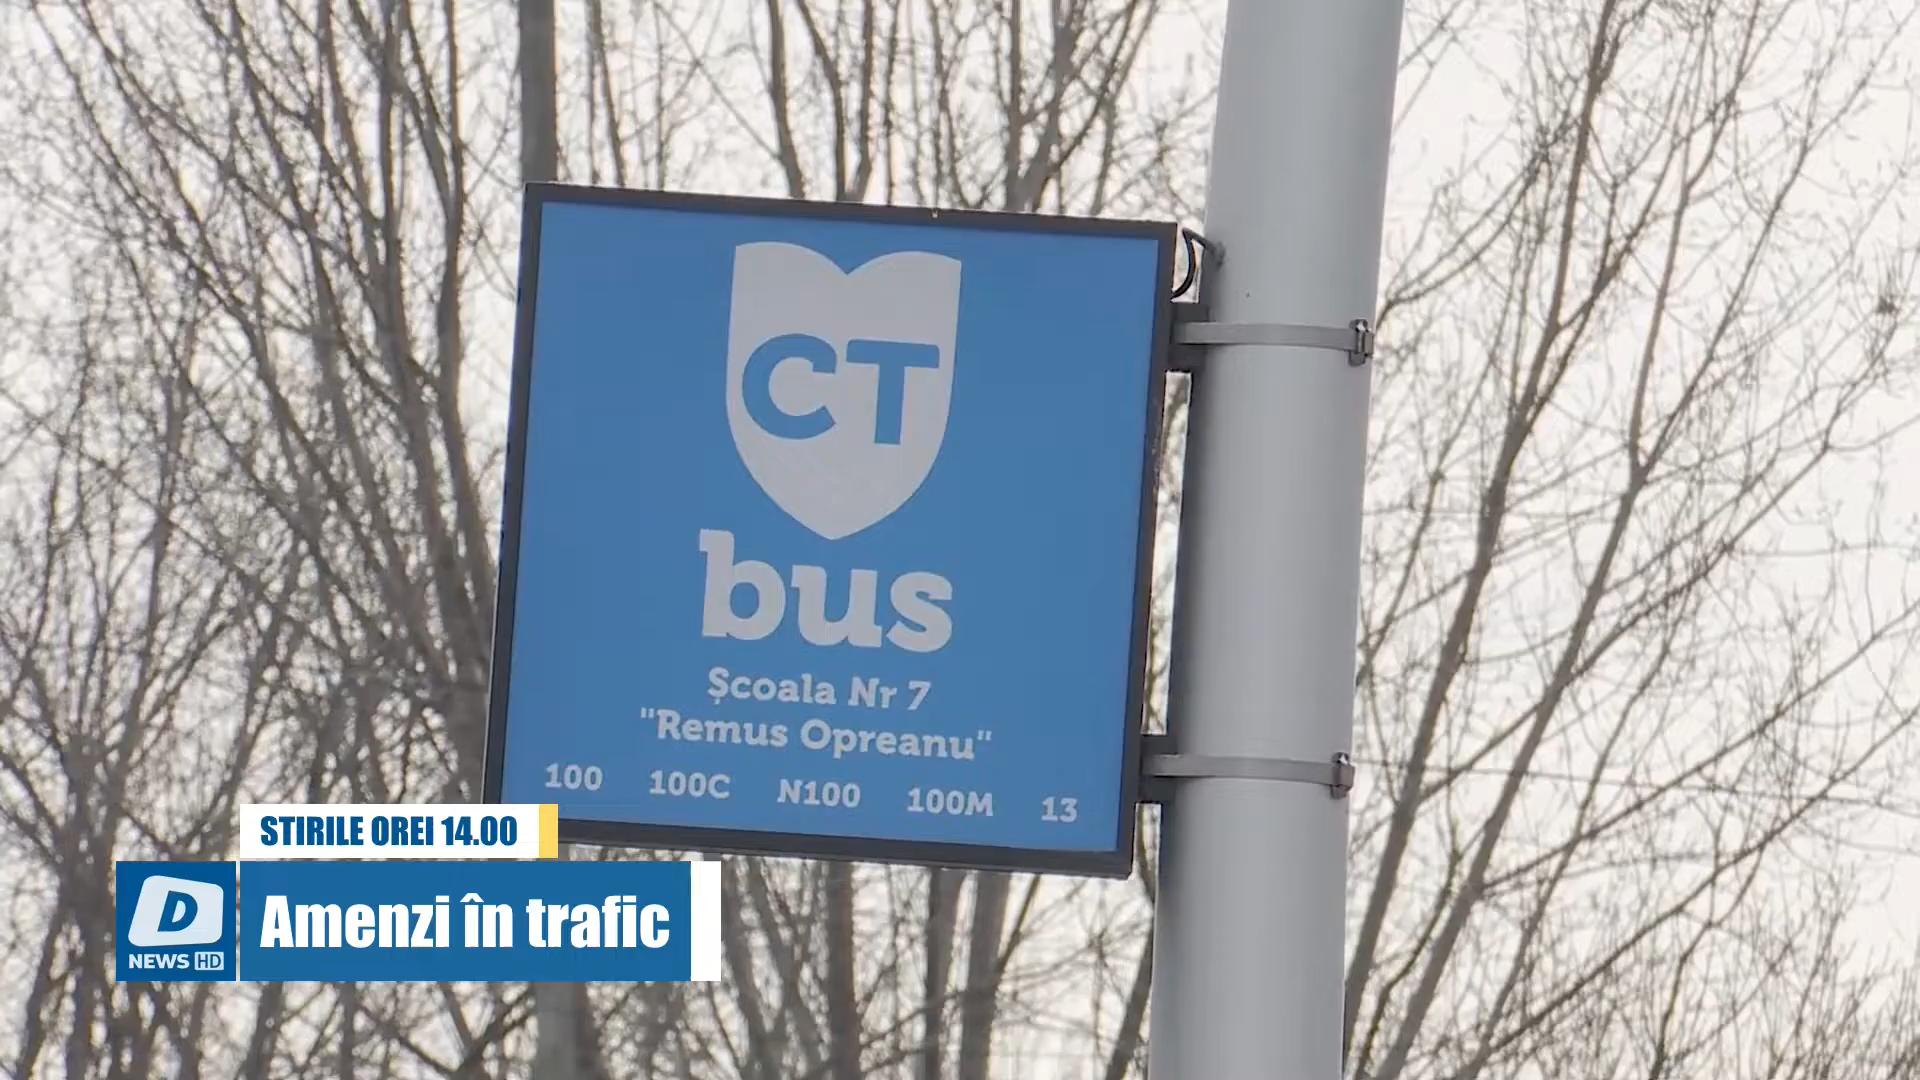 CT
bus
Școala Nr 7
"Remus Opreanu"
100 100C N100 100M 13
STIRILE OREI 14.00
D
NEWS HD
Amenzi în trafic